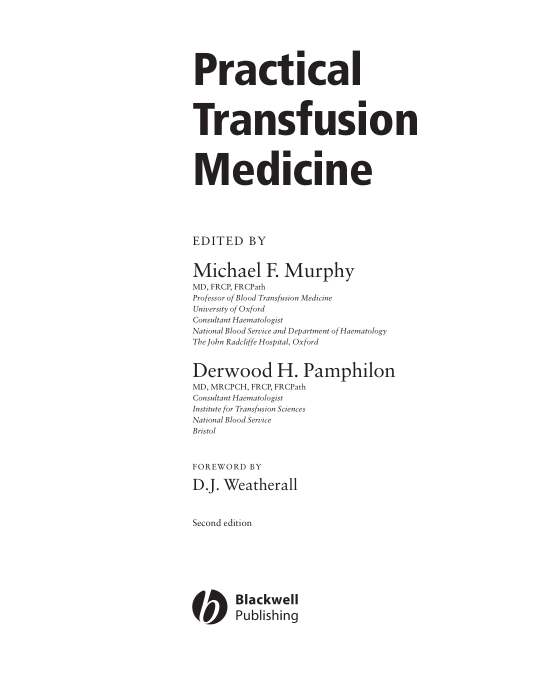 Practical
Transfusion
Medicine
EDITED BY
Michael F. Murphy
MD, FRCP, FRCPath
Professor of Blood Transfusion Medicine
University of Oxford
Consultant Haematologist
National Blood Service and Department of Haematology
The John Radcliffe Hospital, Oxford
Derwood H. Pamphilon
MD, MRCPCH, FRCP, FRCPath
Consultant Haematologist
Institute for Transfusion Sciences
National Blood Service
Bristol
FOREWORD BY
D.J. Weatherall
Second edition
b Blackwell
Publishing